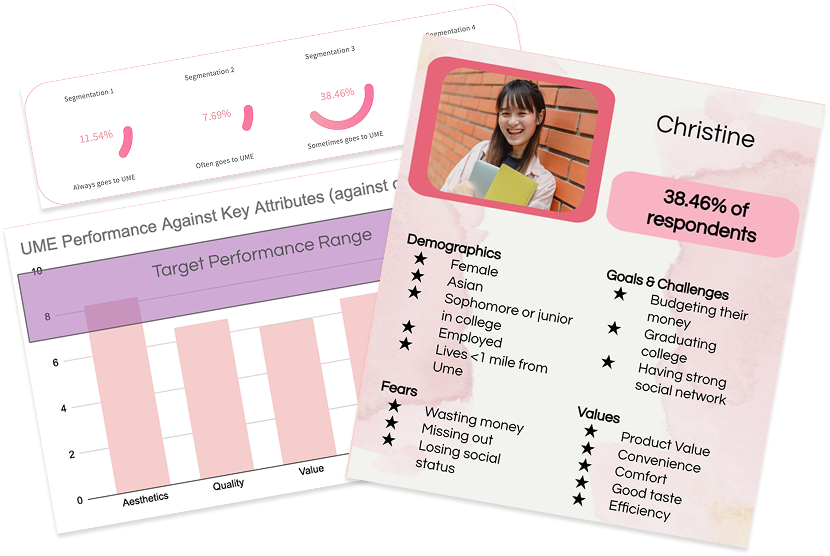 Segmentation 1
11.54%
Always goes to UME
Segmentation 2
7.69%
Often goes to UME
Segmentation 3
38.46%
Sometimes goes to UME
Segmentation 4
UME Performance Against Key Attributes (against
Target Performance Range
10
8
6
4
2
0
Aesthetics
Quality
Value
Christine
38.46% of
respondents
Demographics
★ Female
★ Asian
★ Sophomore or junior
in college
★ Employed
★ Lives <1 mile from
Ume
Fears
★ Wasting money
★ Missing out
★ Losing social
status
Goals & Challenges
★ Budgeting their
money
★ Graduating
college
★ Having strong
social network
Values
★ Product Value
★ Convenience
★ Comfort
★ Good taste
★ Efficiency